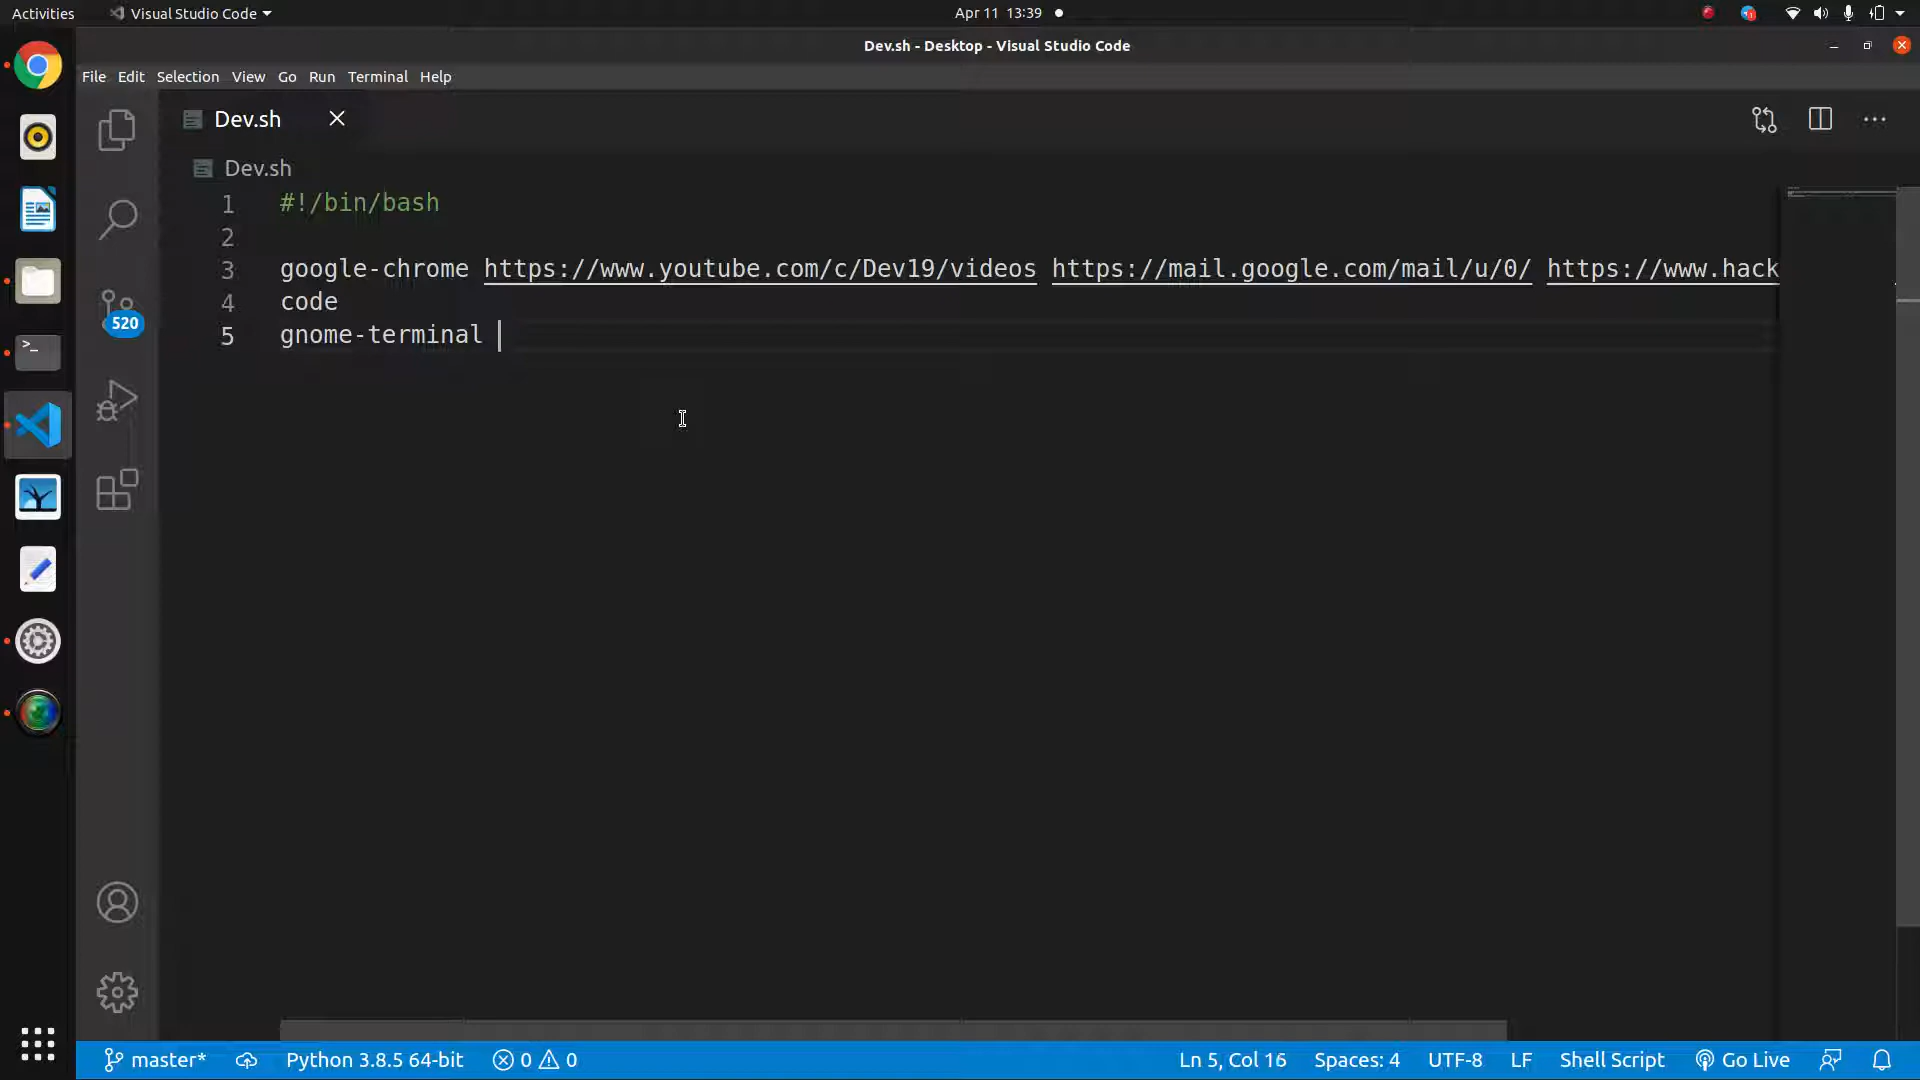 Activities
Visual Studio Code
Apr 11 13:39
Dev.sh - Desktop - Visual Studio Code
File Edit Selection View Go Run Terminal Help
Dev.sh
Dev.sh
1 #!/bin/bash
2
3 google-chrome https://www.youtube.com/c/Dev19/videos https://mail.google.com/mail/u/0/ https://www.hack
4 code
5 gnome-terminal
520
>_
master* Python 3.8.5 64-bit 0 0 Ln 5, Col 16 Spaces: 4 UTF-8 LF Shell Script Go Live